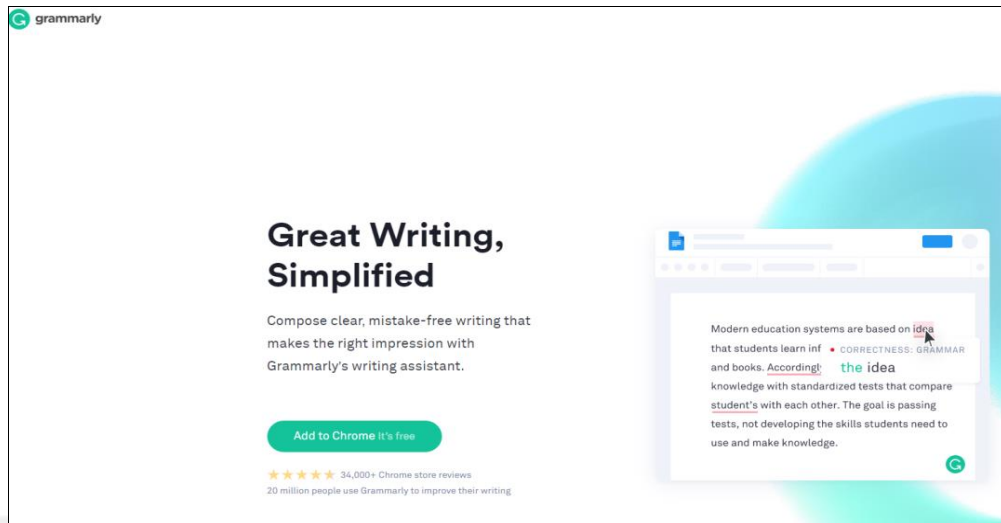 grammarly
Great Writing,
Simplified
Compose clear, mistake-free writing that
makes the right impression with
Grammarly's writing assistant.
Add to Chrome It's free
34,000+ Chrome store reviews
20 million people use Grammarly to improve their writing
Modern education systems are based on idea
that students learn inf
CORRECTNESS: GRAMMAR
and books. Accordingl
the idea
knowledge with standardized tests that compare
student's with each other. The goal is passing
tests, not developing the skills students need to
use and make knowledge.